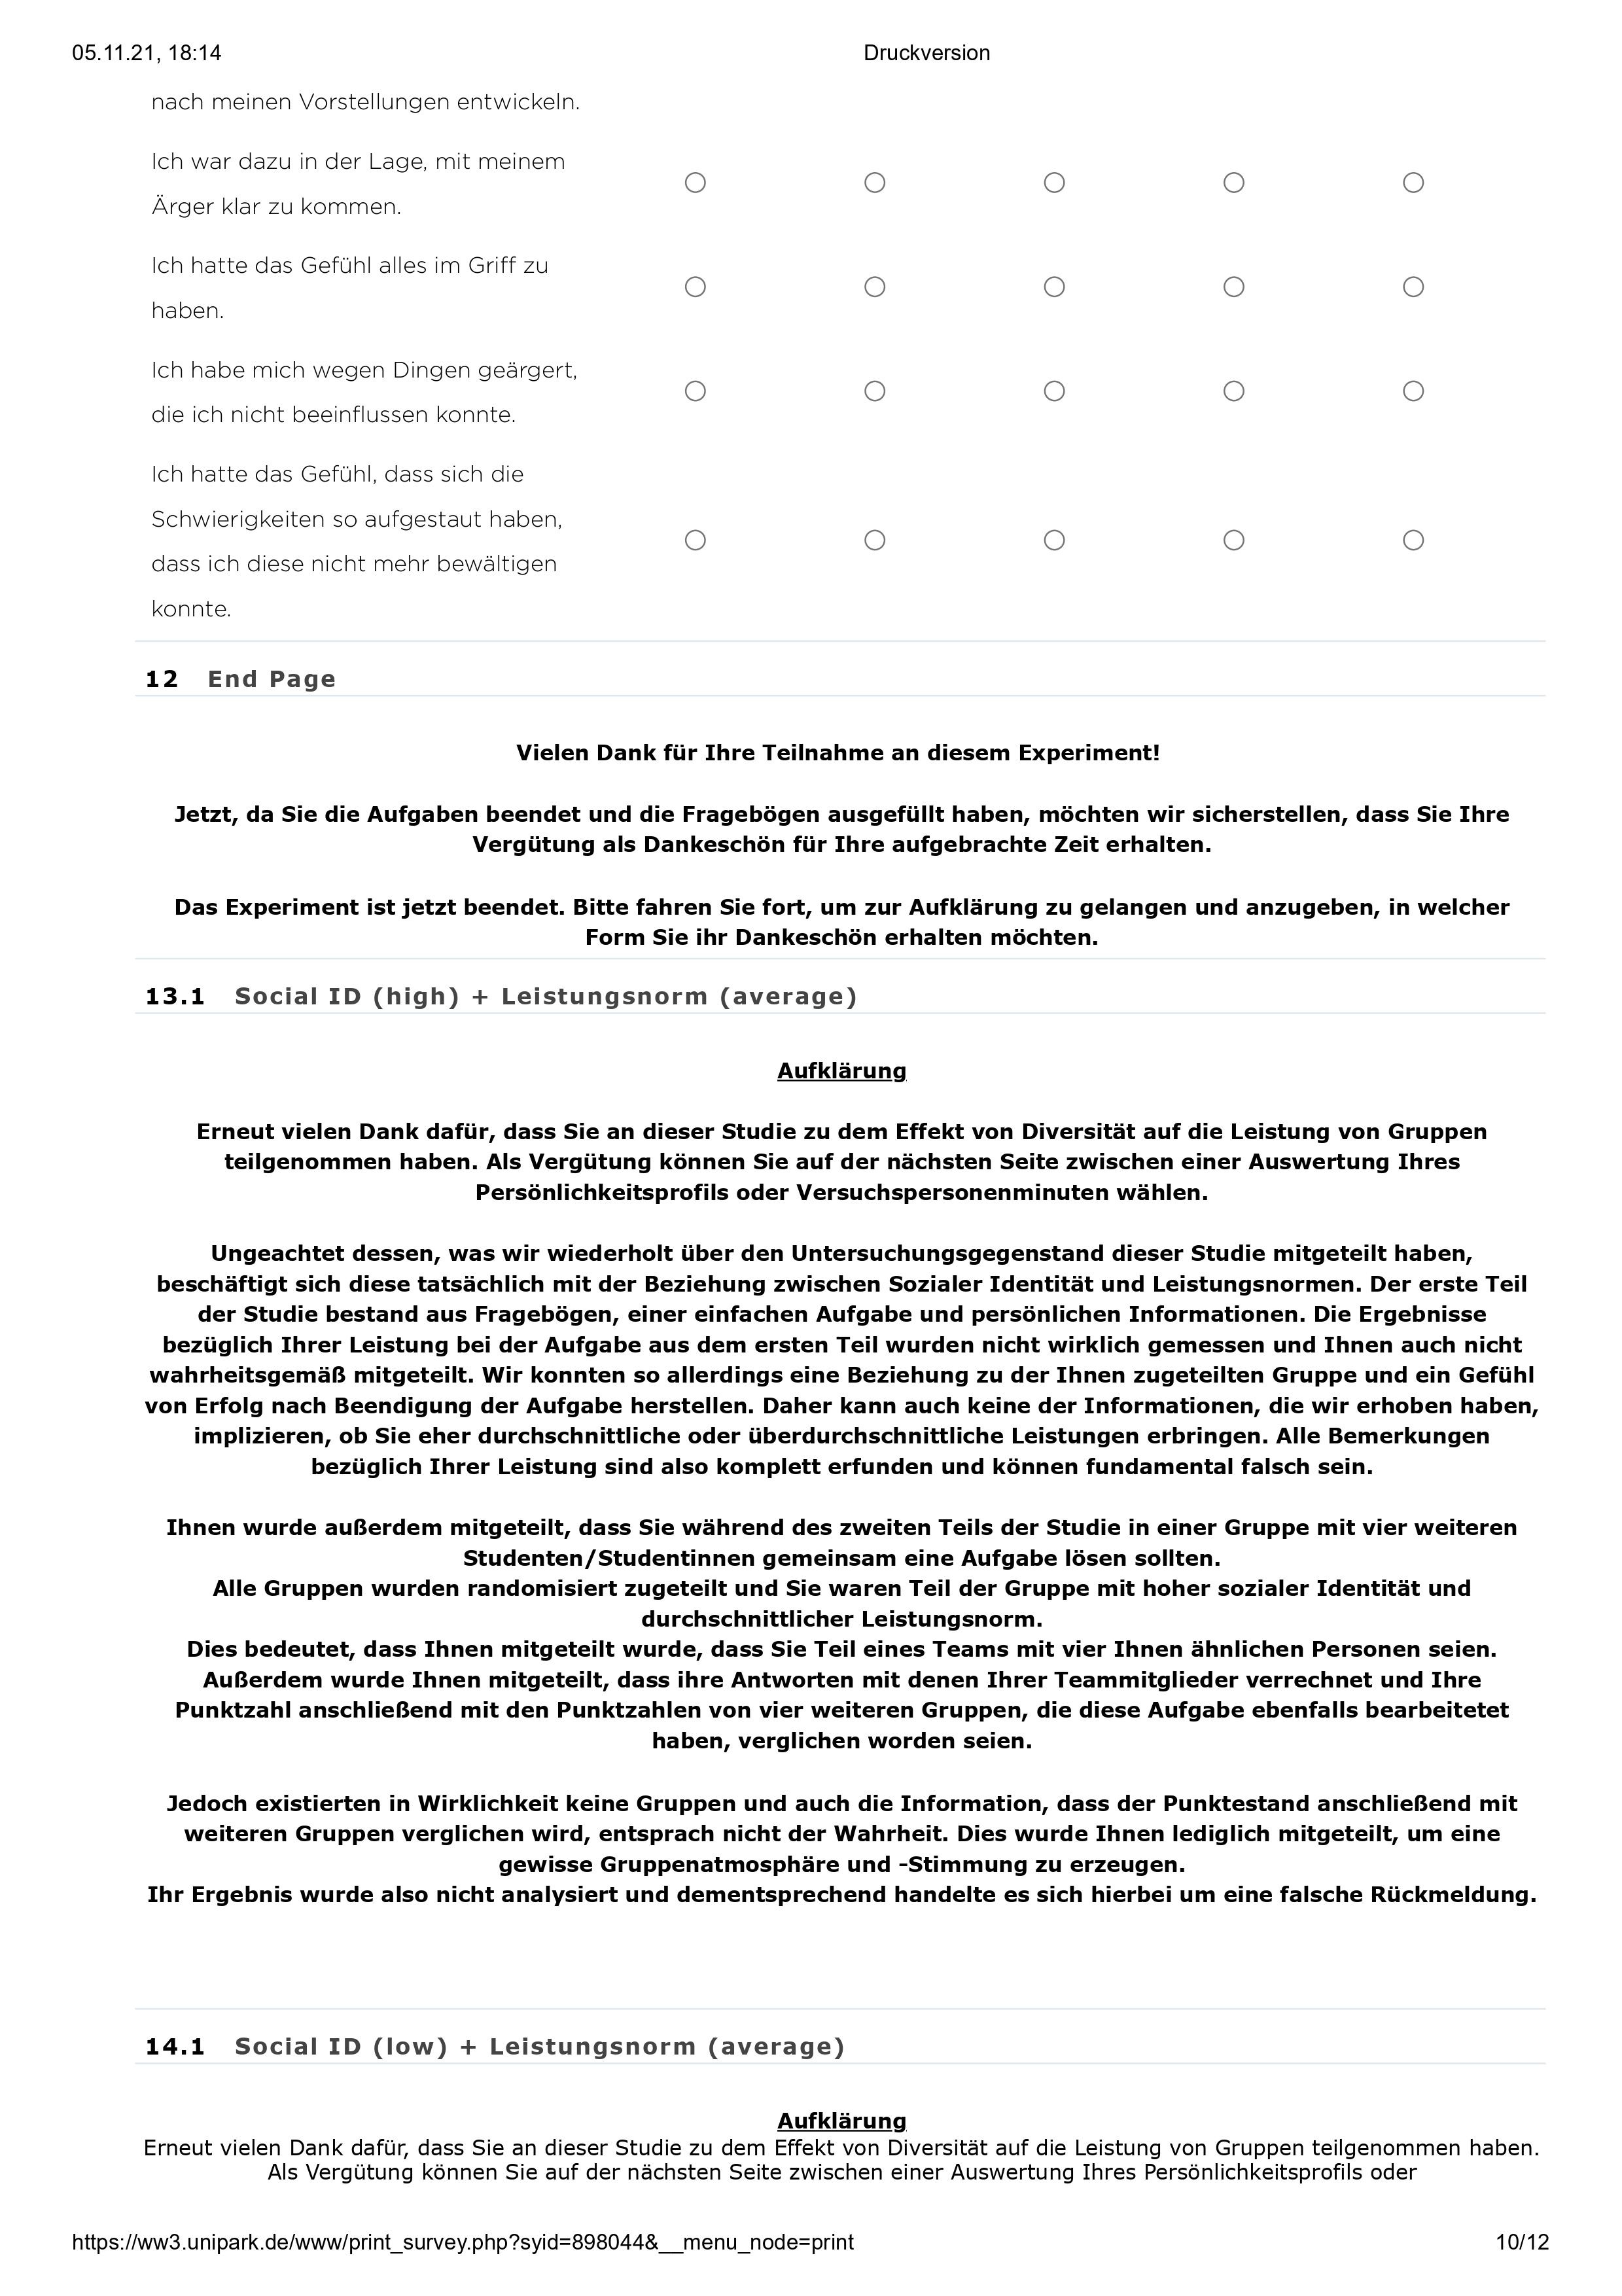 05.11.21, 18:14
Druckversion
nach meinen Vorstellungen entwickeln.
Ich war dazu in der Lage, mit meinem
Ärger klar zu kommen.
Ich hatte das Gefühl alles im Griff zu
haben.
Ich habe mich wegen Dingen geärgert,
die ich nicht beeinflussen konnte.
Ich hatte das Gefühl, dass sich die
Schwierigkeiten so aufgestaut haben,
dass ich diese nicht mehr bewältigen
konnte.
12 End Page
Vielen Dank für Ihre Teilnahme an diesem Experiment!
Jetzt, da Sie die Aufgaben beendet und die Fragebögen ausgefüllt haben, möchten wir sicherstellen, dass Sie Ihre
Vergütung als Dankeschön für Ihre aufgebrachte Zeit erhalten.
Das Experiment ist jetzt beendet. Bitte fahren Sie fort, um zur Aufklärung zu gelangen und anzugeben, in welcher
Form Sie ihr Dankeschön erhalten möchten.
13.1 Social ID (high) + Leistungsnorm (average)
Aufklärung
Erneut vielen Dank dafür, dass Sie an dieser Studie zu dem Effekt von Diversität auf die Leistung von Gruppen
teilgenommen haben. Als Vergütung können Sie auf der nächsten Seite zwischen einer Auswertung Ihres
Persönlichkeitsprofils oder Versuchspersonenminuten wählen.
Ungeachtet dessen, was wir wiederholt über den Untersuchungsgegenstand dieser Studie mitgeteilt haben,
beschäftigt sich diese tatsächlich mit der Beziehung zwischen Sozialer Identität und Leistungsnormen. Der erste Teil
der Studie bestand aus Fragebögen, einer einfachen Aufgabe und persönlichen Informationen. Die Ergebnisse
bezüglich Ihrer Leistung bei der Aufgabe aus dem ersten Teil wurden nicht wirklich gemessen und Ihnen auch nicht
wahrheitsgemäß mitgeteilt. Wir konnten so allerdings eine Beziehung zu der Ihnen zugeteilten Gruppe und ein Gefühl
von Erfolg nach Beendigung der Aufgabe herstellen. Daher kann auch keine der Informationen, die wir erhoben haben,
implizieren, ob Sie eher durchschnittliche oder überdurchschnittliche Leistungen erbringen. Alle Bemerkungen
bezüglich Ihrer Leistung sind also komplett erfunden und können fundamental falsch sein.
Ihnen wurde außerdem mitgeteilt, dass Sie während des zweiten Teils der Studie in einer Gruppe mit vier weiteren
Studenten/Studentinnen gemeinsam eine Aufgabe lösen sollten.
Alle Gruppen wurden randomisiert zugeteilt und Sie waren Teil der Gruppe mit hoher sozialer Identität und
durchschnittlicher Leistungsnorm.
Dies bedeutet, dass Ihnen mitgeteilt wurde, dass Sie Teil eines Teams mit vier Ihnen ähnlichen Personen seien.
Außerdem wurde Ihnen mitgeteilt, dass ihre Antworten mit denen Ihrer Teammitglieder verrechnet und Ihre
Punktzahl anschließend mit den Punktzahlen von vier weiteren Gruppen, die diese Aufgabe ebenfalls bearbeitetet
haben, verglichen worden seien.
Jedoch existierten in Wirklichkeit keine Gruppen und auch die Information, dass der Punktestand anschließend mit
weiteren Gruppen verglichen wird, entsprach nicht der Wahrheit. Dies wurde Ihnen lediglich mitgeteilt, um eine
gewisse Gruppenatmosphäre und -Stimmung zu erzeugen.
Ihr Ergebnis wurde also nicht analysiert und dementsprechend handelte es sich hierbei um eine falsche Rückmeldung.
14.1 Social ID (low) + Leistungsnorm (average)
Aufklärung
Erneut vielen Dank dafür, dass Sie an dieser Studie zu dem Effekt von Diversität auf die Leistung von Gruppen teilgenommen haben.
Als Vergütung können Sie auf der nächsten Seite zwischen einer Auswertung Ihres Persönlichkeitsprofils oder
https://ww3.unipark.de/www/print_survey.php?syid=898044&__menu_node=print
10/12